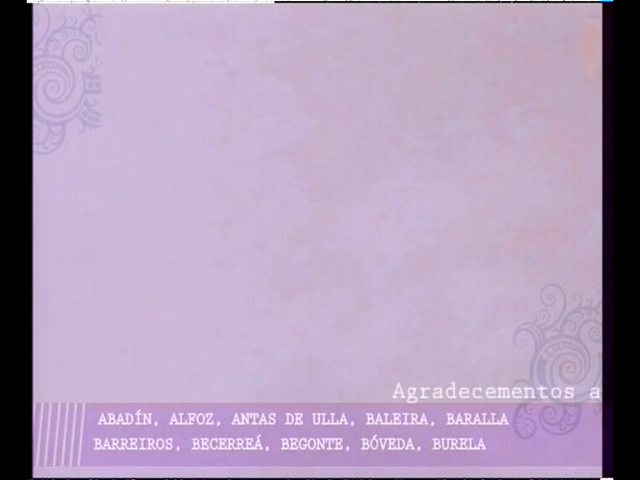 Agradecementos a
ABADÍN, ALFOZ, ANTAS DE ULLA, BALEIRA, BARALLA
BARREIROS, BECERREÁ, BEGONTE, BÓVEDA, BURELA